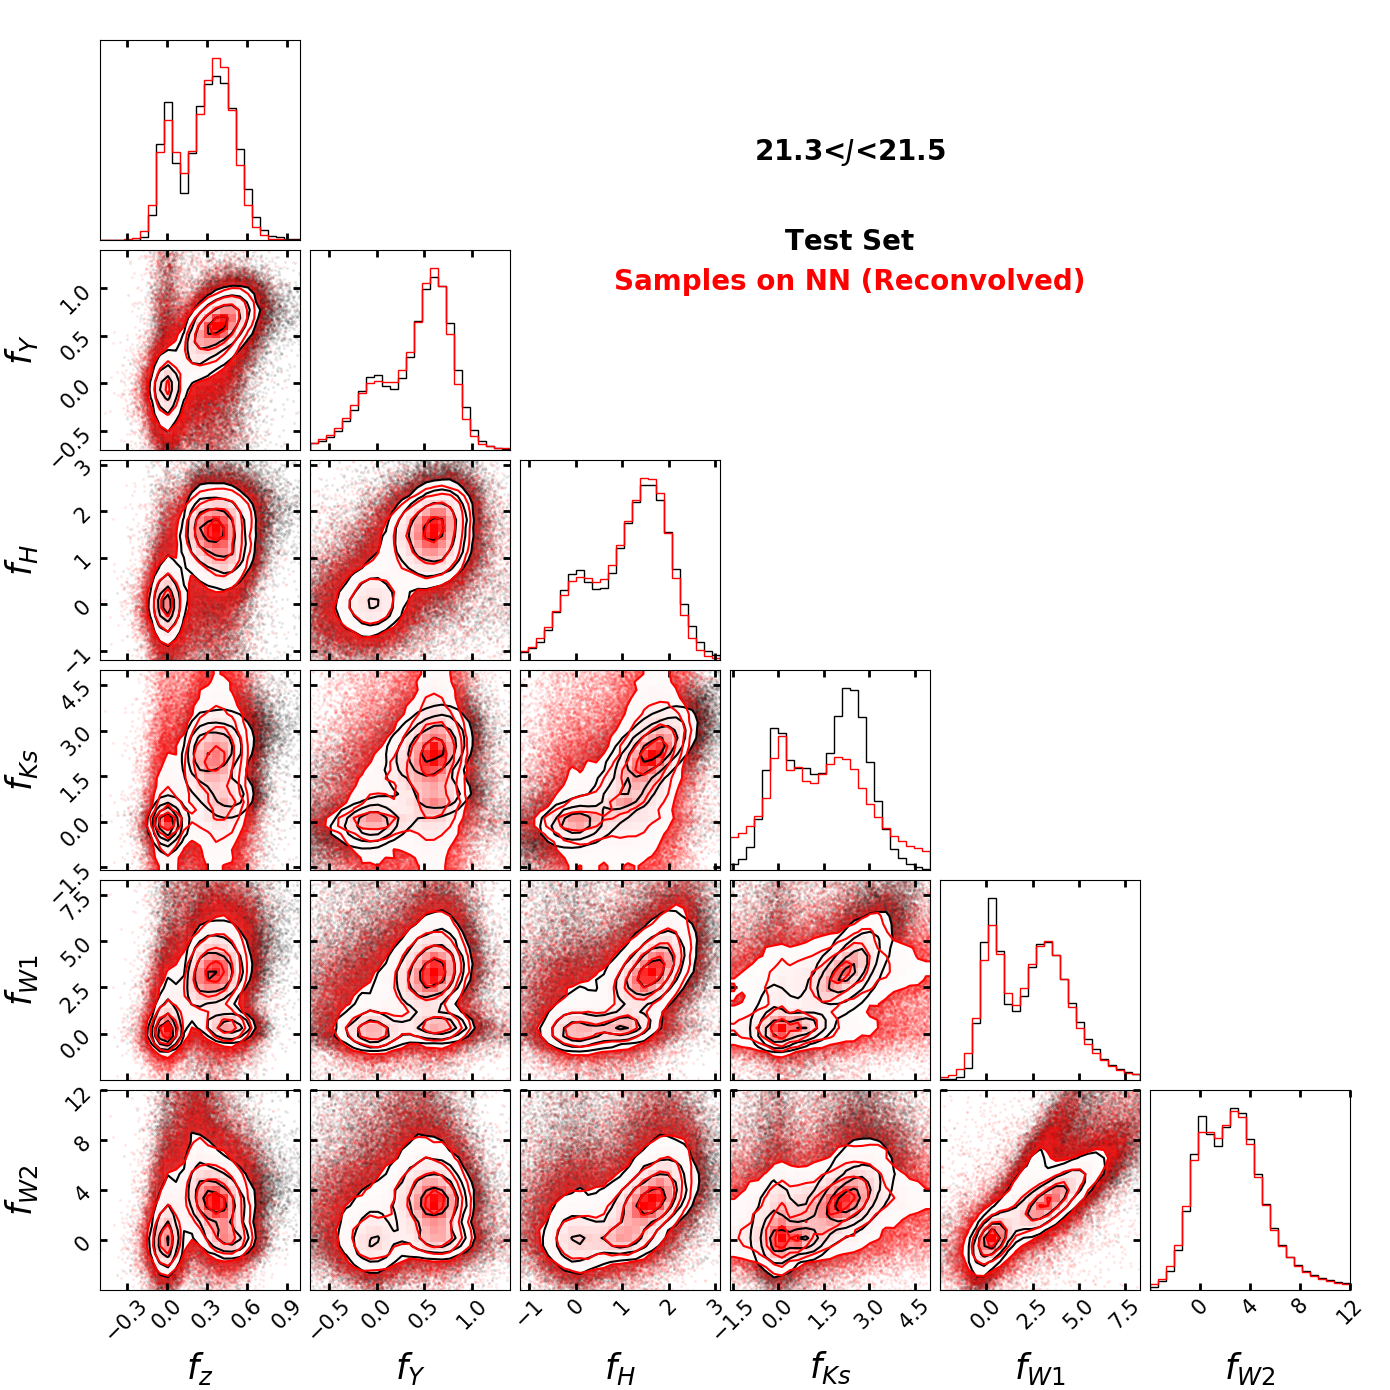 21.3<J<21.5
Test Set
Samples on NN (Reconvolved)
f_Y
1.0
0.5
0.0
−0.5
f_H
3
2
1
0
−1
f_Ks
4.5
3.0
1.5
0.0
−1.5
f_W1
7.5
5.0
2.5
0.0
f_W2
12
8
4
0
−0.3 0.0 0.3 0.6 0.9 −0.5 0.0 0.5 1.0 −1 0 1 2 3 −1.5 0.0 1.5 3.0 4.5 0.0 2.5 5.0 7.5 0 4 8 12
f_z f_Y f_H f_Ks f_W1 f_W2